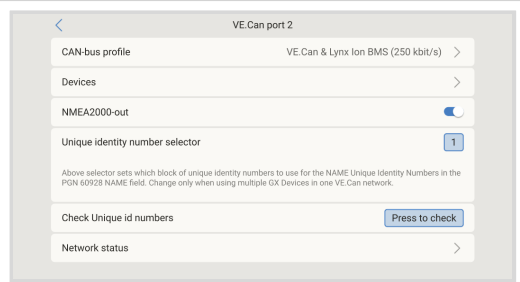 VE.Can port 2
CAN-bus profile VE.Can & Lynx Ion BMS (250 kbit/s)
Devices
NMEA2000-out
Unique identity number selector 1
Above selector sets which block of unique identity numbers to use for the NAME Unique Identity Numbers in the
PGN 60928 NAME field. Change only when using multiple GX Devices in one VE.Can network.
Check Unique id numbers Press to check
Network status